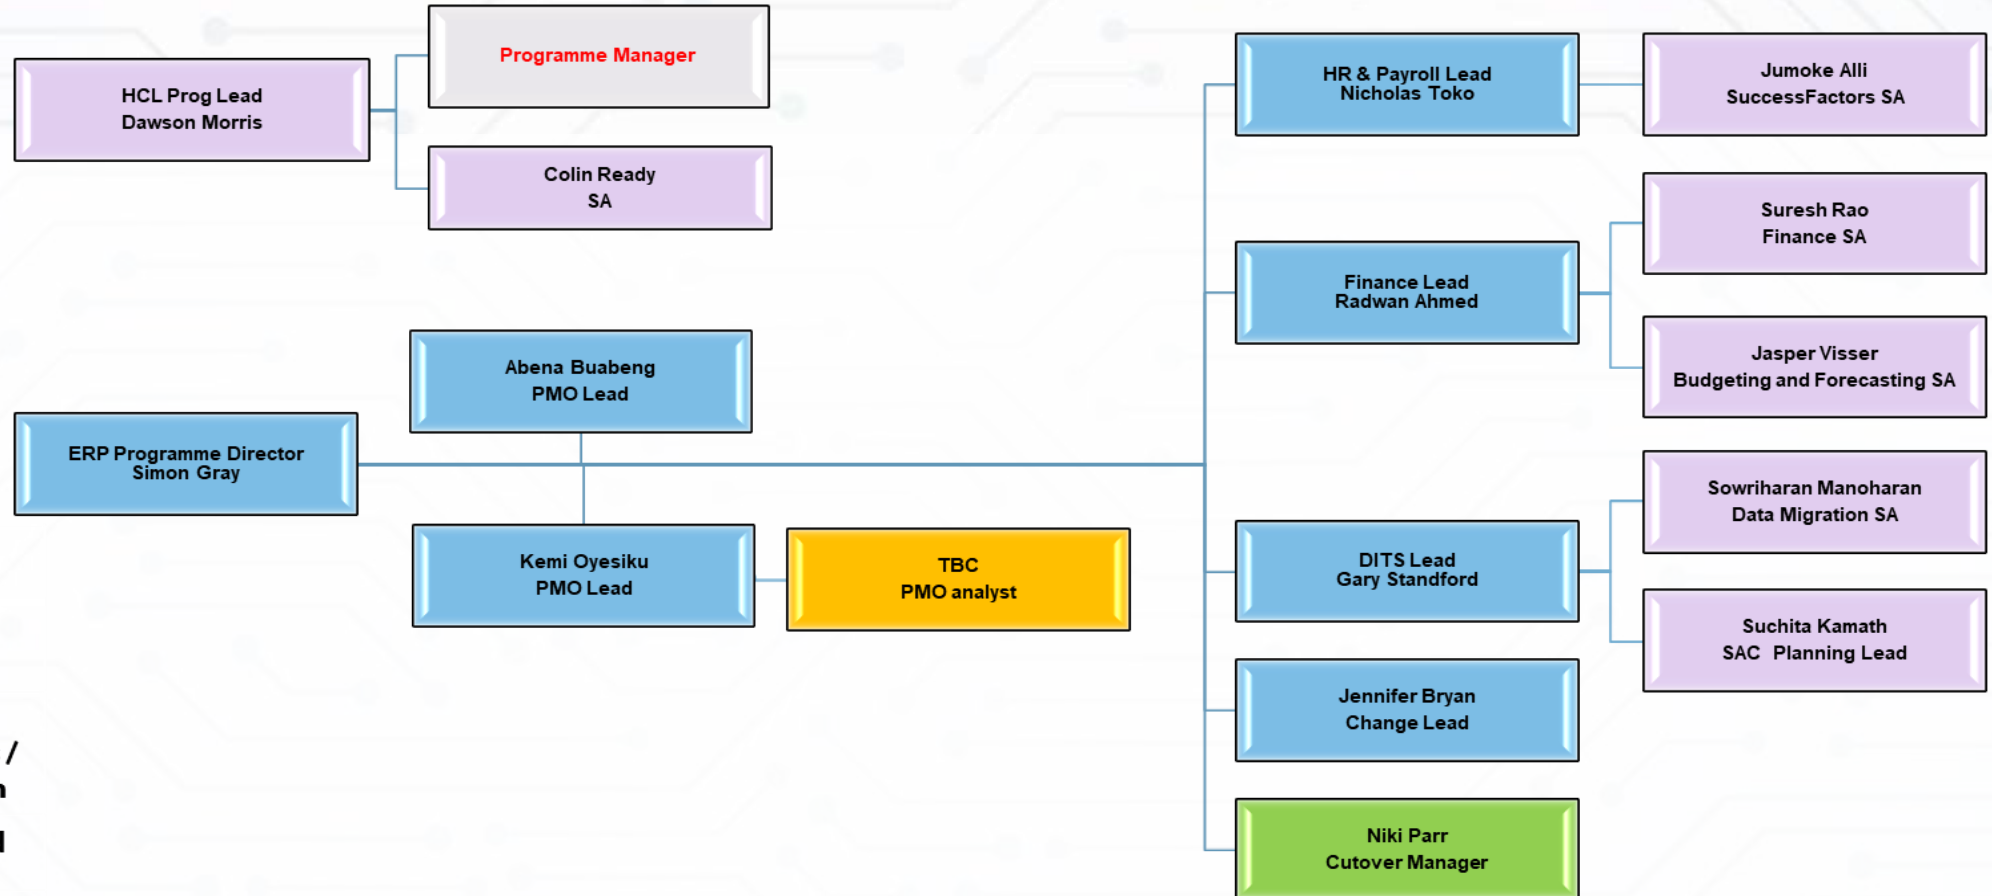 Programme Manager
HCL Prog Lead
Dawson Morris
Colin Ready
SA
Abena Buabeng
PMO Lead
ERP Programme Director
Simon Gray
Kemi Oyesiku
PMO Lead
TBC
PMO analyst
HR & Payroll Lead
Nicholas Toko
Jumoke Alli
SuccessFactors SA
Finance Lead
Radwan Ahmed
Suresh Rao
Finance SA
Jasper Visser
Budgeting and Forecasting SA
DITS Lead
Gary Standford
Sowriharan Manoharan
Data Migration SA
Suchita Kamath
SAC Planning Lead
Jennifer Bryan
Change Lead
Niki Parr
Cutover Manager
/